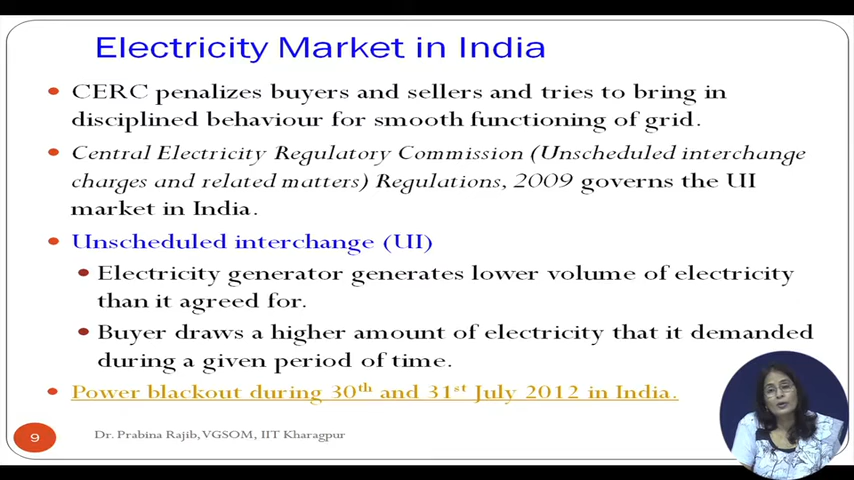 Electricity Market in India
• CERC penalizes buyers and sellers and tries to bring in
disciplined behaviour for smooth functioning of grid.
• Central Electricity Regulatory Commission (Unscheduled interchange
charges and related matters) Regulations, 2009 governs the UI
market in India.
• Unscheduled interchange (UI)
• Electricity generator generates lower volume of electricity
than it agreed for.
• Buyer draws a higher amount of electricity that it demanded
during a given period of time.
• Power blackout during 30th and 31st July 2012 in India.
9 Dr. Prabina Rajib, VGSOM, IIT Kharagpur